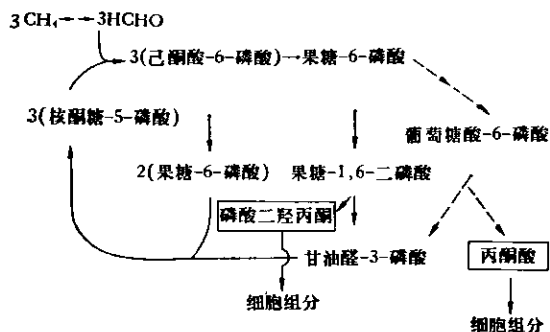 3CH₄→→3HCHO
3(己酮酸-6-磷酸)→果糖-6-磷酸
3(核酮糖-5-磷酸)
葡萄糖酸-6-磷酸
2(果糖-6-磷酸) 果糖-1,6-二磷酸
磷酸二羟丙酮
甘油醛-3-磷酸
丙酮酸
细胞组分
细胞组分